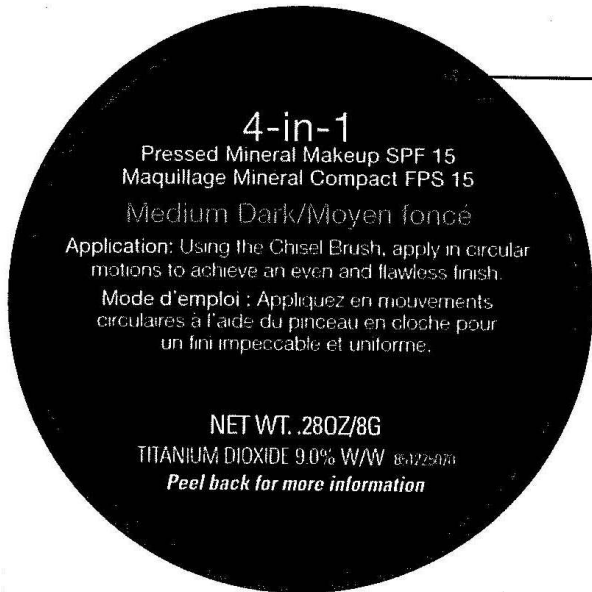 4-in-1
Pressed Mineral Makeup SPF 15
Maquillage Mineral Compact FPS 15
Medium Dark/Moyen foncé
Application: Using the Chisel Brush, apply in circular
motions to achieve an even and flawless finish.
Mode d'emploi : Appliquez en mouvements
circulaires à l'aide du pinceau en cloche pour
un fini impeccable et uniforme.
NET WT. .28OZ/8G
TITANIUM DIOXIDE 9.0% W/W
Peel back for more information